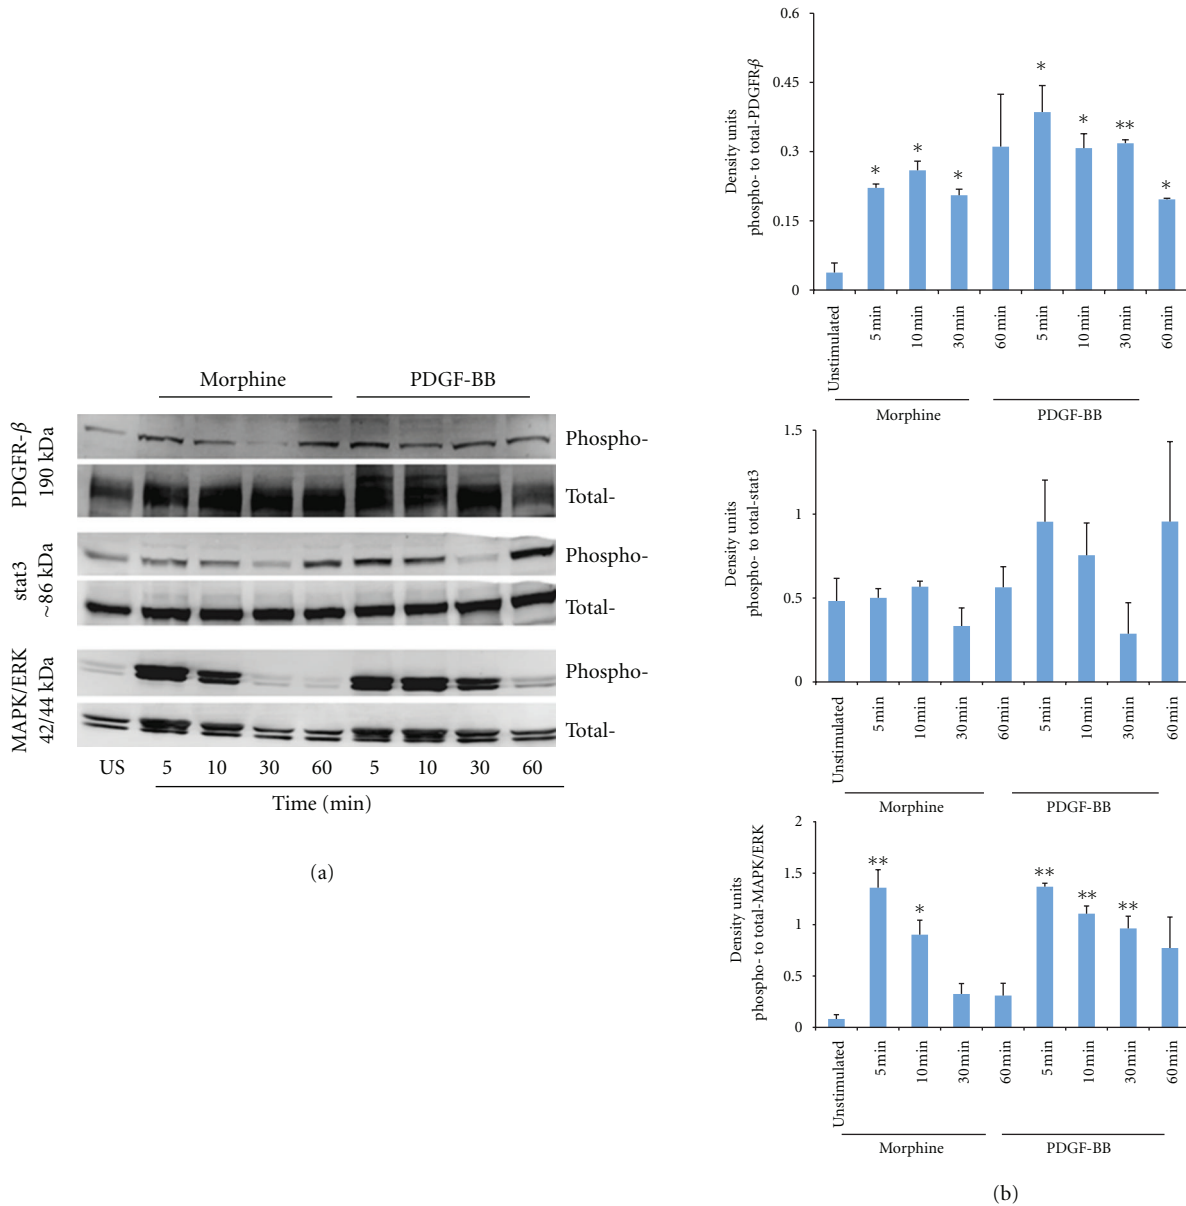 Morphine PDGF-BB
PDGFR-β
190 kDa
Phospho-
Total-
stat3
~86 kDa
Phospho-
Total-
MAPK/ERK
42/44 kDa
Phospho-
Total-
US 5 10 30 60 5 10 30 60
Time (min)
(a)
Density units
phospho- to total-PDGFR-β
0.6
0.45
0.3
0.15
0
* * * * * ** *
Unstimulated 5 min 10 min 30 min 60 min 5 min 10 min 30 min 60 min
Morphine PDGF-BB
Density units
phospho- to total-stat3
1.5
1
0.5
0
Unstimulated 5 min 10 min 30 min 60 min 5 min 10 min 30 min 60 min
Morphine PDGF-BB
Density units
phospho- to total-MAPK/ERK
2
1.5
1
0.5
0
** * ** ** **
Unstimulated 5 min 10 min 30 min 60 min 5 min 10 min 30 min 60 min
Morphine PDGF-BB
(b)